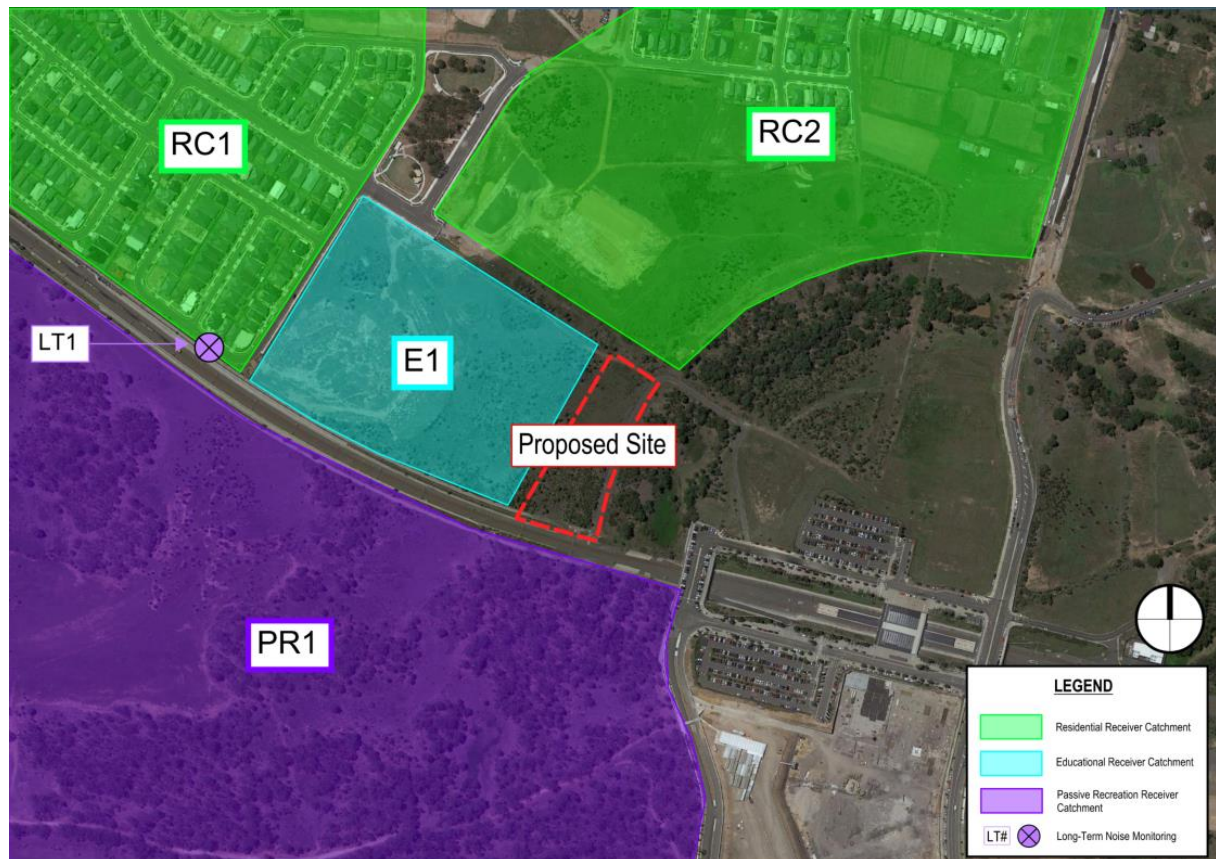 RC1
RC2
LT1
E1
Proposed Site
PR1
LEGEND
Residential Receiver Catchment
Educational Receiver Catchment
Passive Recreation Receiver
Catchment
LT#
Long-Term Noise Monitoring